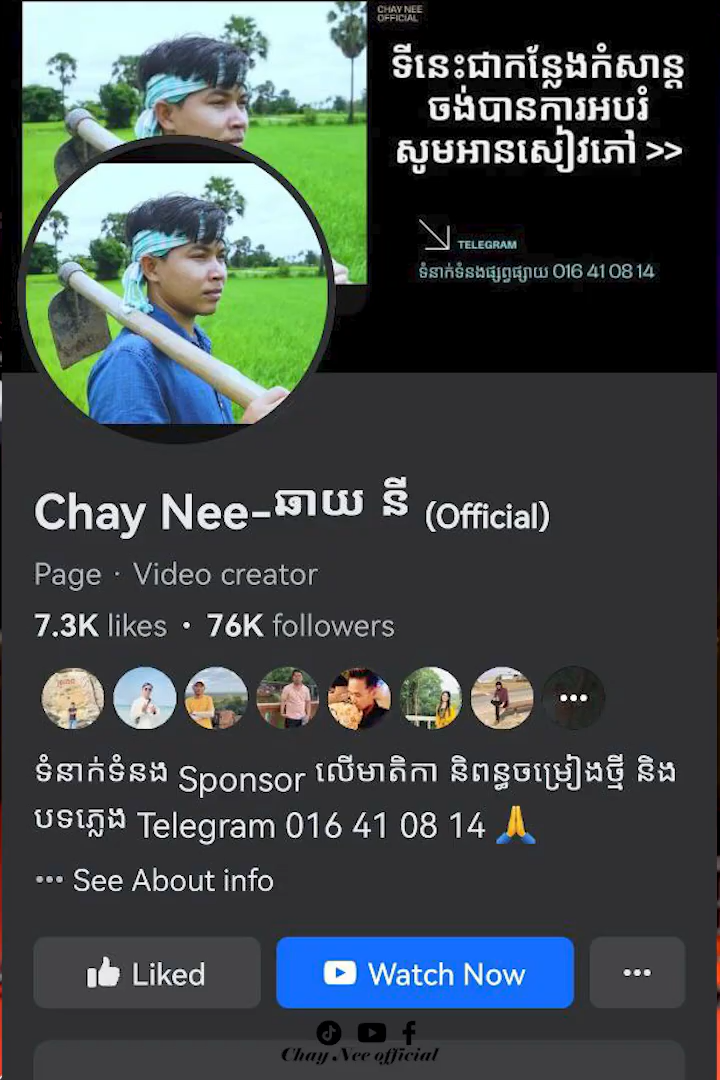 CHAY NEE
OFFICIAL
ទីនេះជាកន្លែងកំសាន្ត
ចង់បានការអបរំ
សូមអានសៀវភៅ >>
TELEGRAM
ទំនាក់ទំនងផ្សព្វផ្សាយ 016 41 08 14
Chay Nee-ឆាយ នី (Official)
Page · Video creator
7.3K likes • 76K followers
ទំនាក់ទំនង Sponsor លើមាតិកា និពន្ធចម្រៀងថ្មី និង
បទភ្លេង Telegram 016 41 08 14 🙏
··· See About info
Liked
Watch Now
Chay Nee official